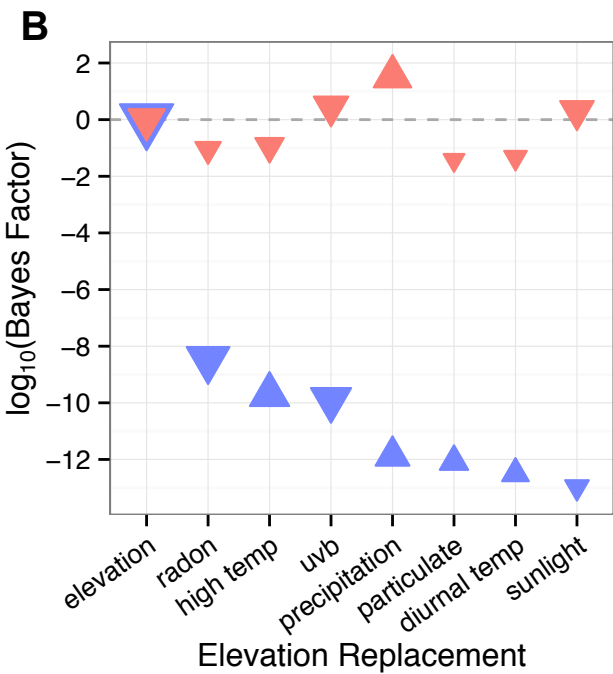 B
log₁₀(Bayes Factor)
2
0
−2
−4
−6
−8
−10
−12
elevation
radon
high temp
uvb
precipitation
particulate
diurnal temp
sunlight
Elevation Replacement